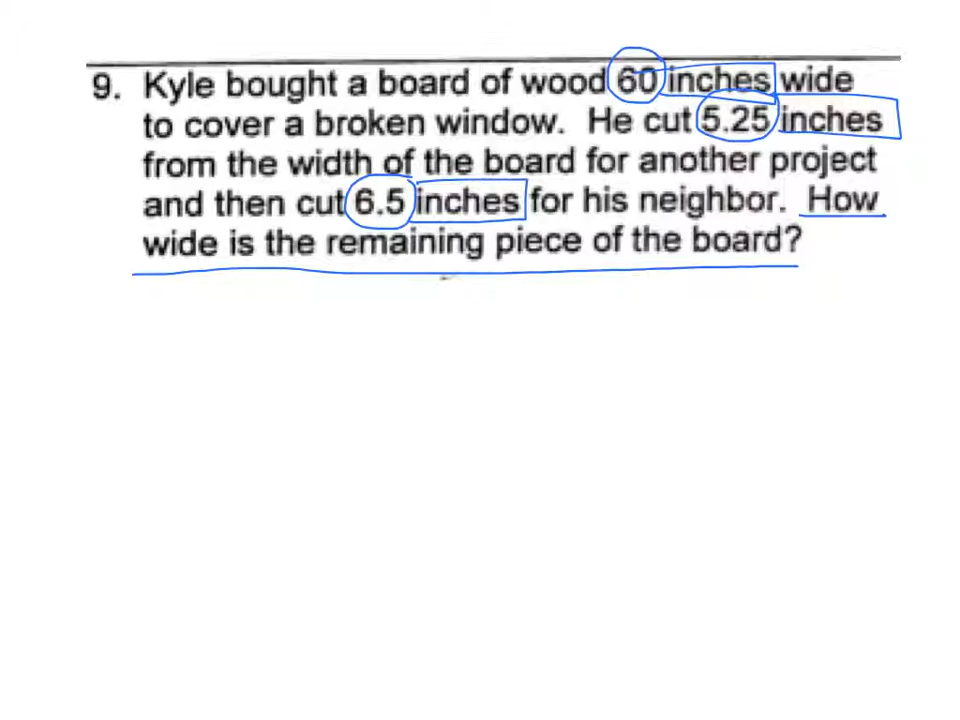 9. Kyle bought a board of wood 60 inches wide
to cover a broken window. He cut 5.25 inches
from the width of the board for another project
and then cut 6.5 inches for his neighbor. How
wide is the remaining piece of the board?